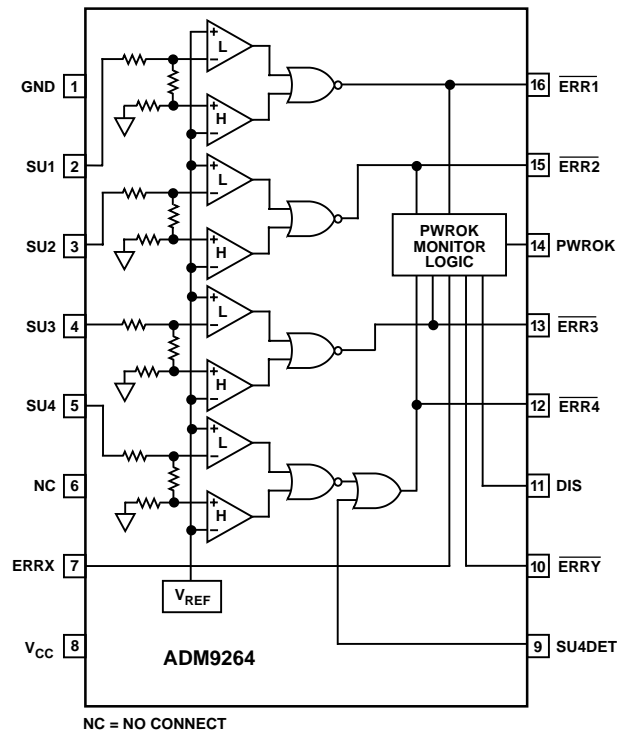 GND 1
SU1 2
SU2 3
SU3 4
SU4 5
NC 6
ERRX 7
VCC 8
+
L
−
+
H
−
+
L
−
+
H
−
+
L
−
+
H
−
+
L
−
+
H
−
VREF
ADM9264
PWROK
MONITOR
LOGIC
16 ERR1
15 ERR2
14 PWROK
13 ERR3
12 ERR4
11 DIS
10 ERRY
9 SU4DET
NC = NO CONNECT